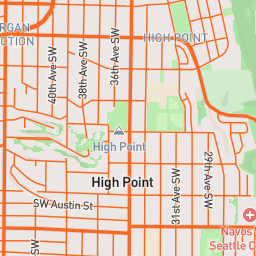 RGAN
CTION
HIGH POINT
40th Ave SW
38th Ave SW
36th Ave SW
High Point
High Point
SW Austin St
31st Ave SW
29th Ave SW
SW
Navos
Seattle C